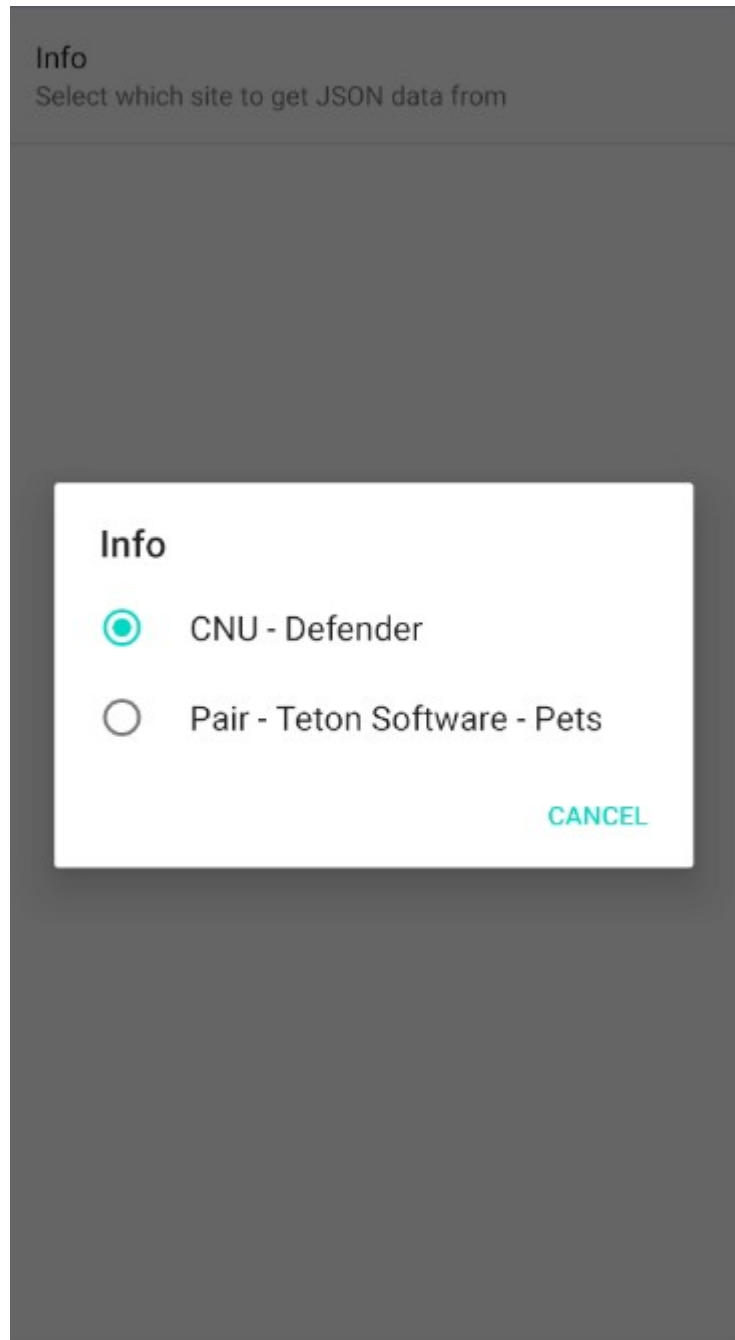 Info
Select which site to get JSON data from
Info
CNU - Defender
Pair - Teton Software - Pets
CANCEL